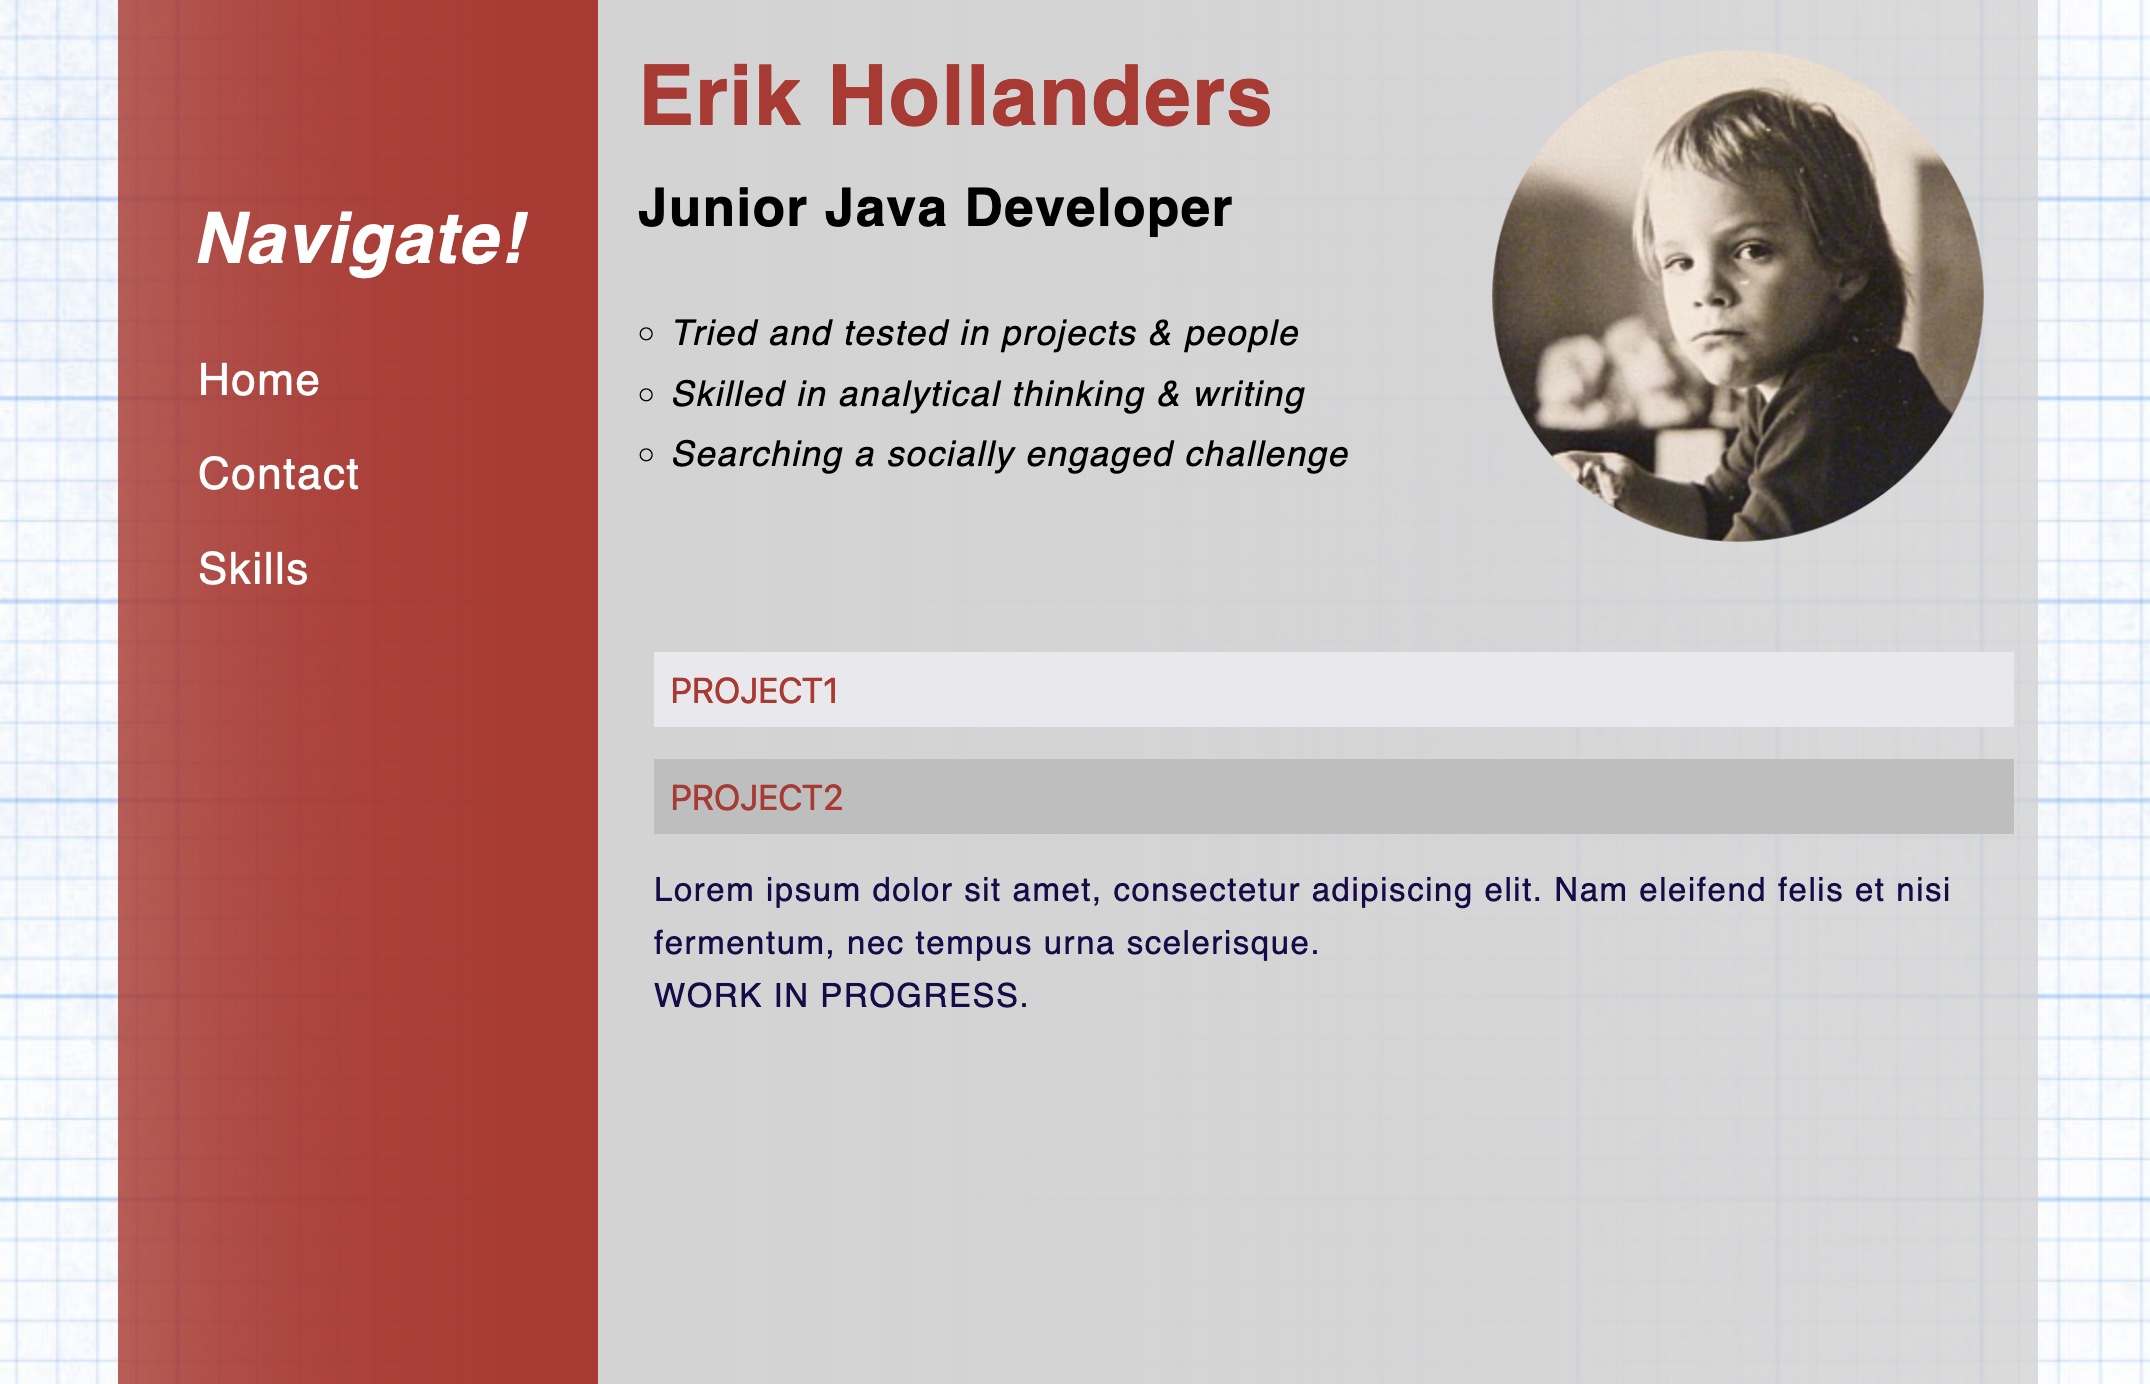 Navigate!
Home
Contact
Skills
Erik Hollanders
Junior Java Developer
Tried and tested in projects & people
Skilled in analytical thinking & writing
Searching a socially engaged challenge
PROJECT1
PROJECT2
Lorem ipsum dolor sit amet, consectetur adipiscing elit. Nam eleifend felis et nisi
fermentum, nec tempus urna scelerisque.
WORK IN PROGRESS.